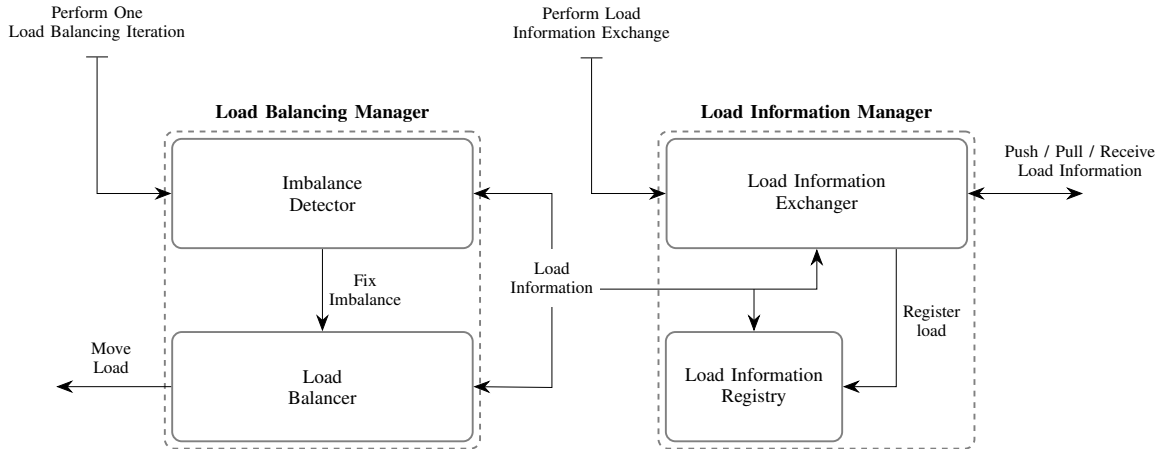 Perform One
Load Balancing Iteration
Perform Load
Information Exchange
Load Balancing Manager
Load Information Manager
Imbalance
Detector
Load Information
Exchanger
Push / Pull / Receive
Load Information
Fix
Imbalance
Load
Information
Register
load
Move
Load
Load
Balancer
Load Information
Registry